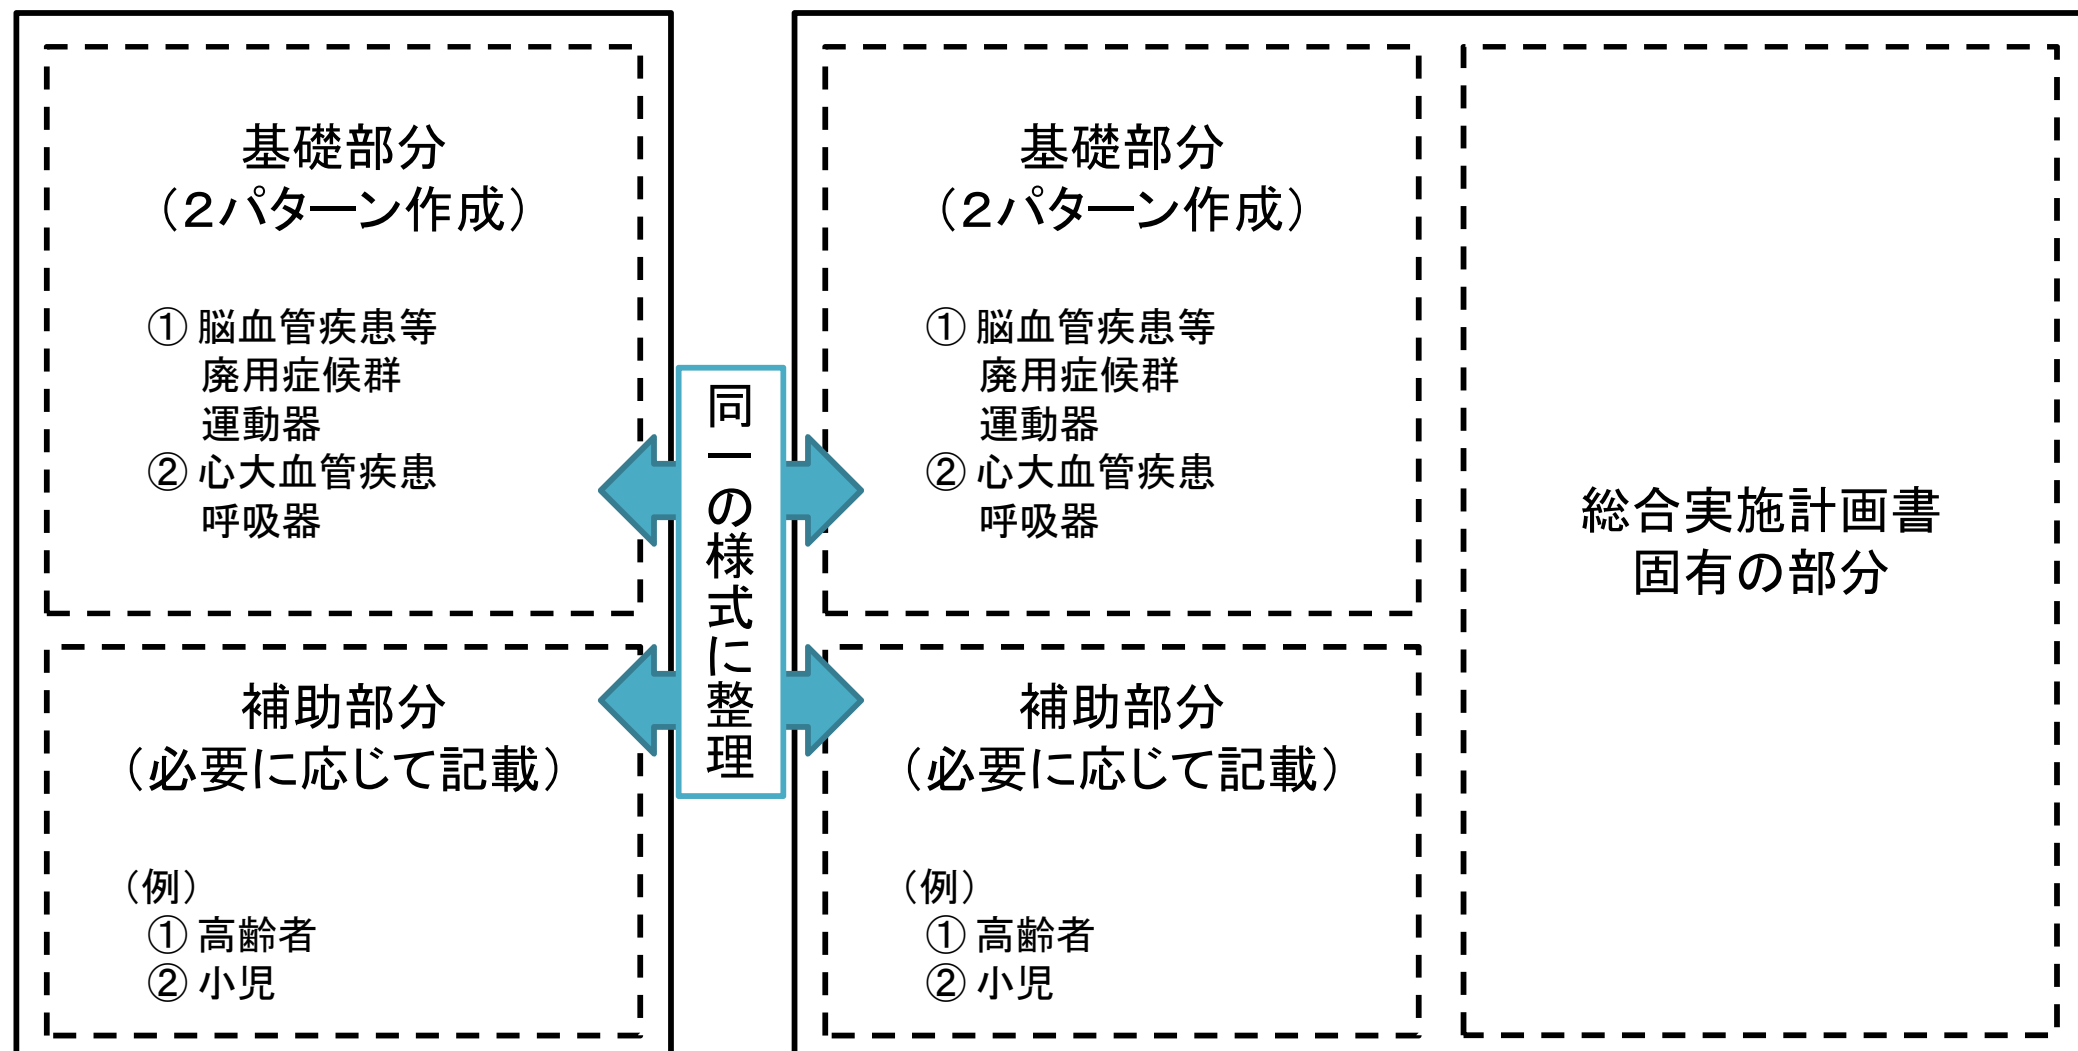 基礎部分
（２パターン作成）
① 脳血管疾患等
廃用症候群
運動器
② 心大血管疾患
呼吸器
補助部分
（必要に応じて記載）
（例）
① 高齢者
② 小児
同一の様式に整理
基礎部分
（２パターン作成）
① 脳血管疾患等
廃用症候群
運動器
② 心大血管疾患
呼吸器
補助部分
（必要に応じて記載）
（例）
① 高齢者
② 小児
総合実施計画書
固有の部分